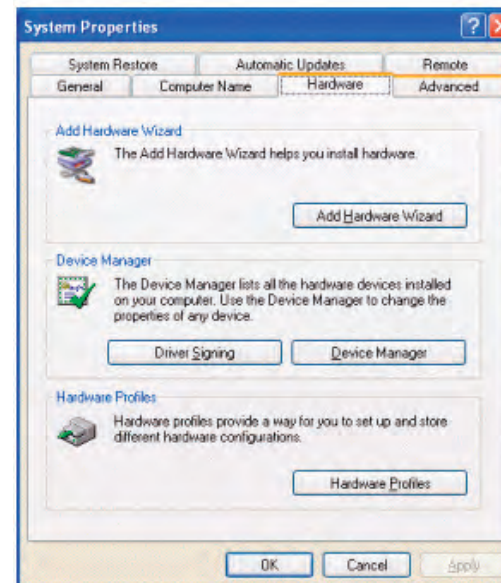 System Properties
System Restore Automatic Updates Remote
General Computer Name Hardware Advanced
Add Hardware Wizard
The Add Hardware Wizard helps you install hardware.
Add Hardware Wizard
Device Manager
The Device Manager lists all the hardware devices installed
on your computer. Use the Device Manager to change the
properties of any device.
Driver Signing Device Manager
Hardware Profiles
Hardware profiles provide a way for you to set up and store
different hardware configurations.
Hardware Profiles
OK Cancel Apply